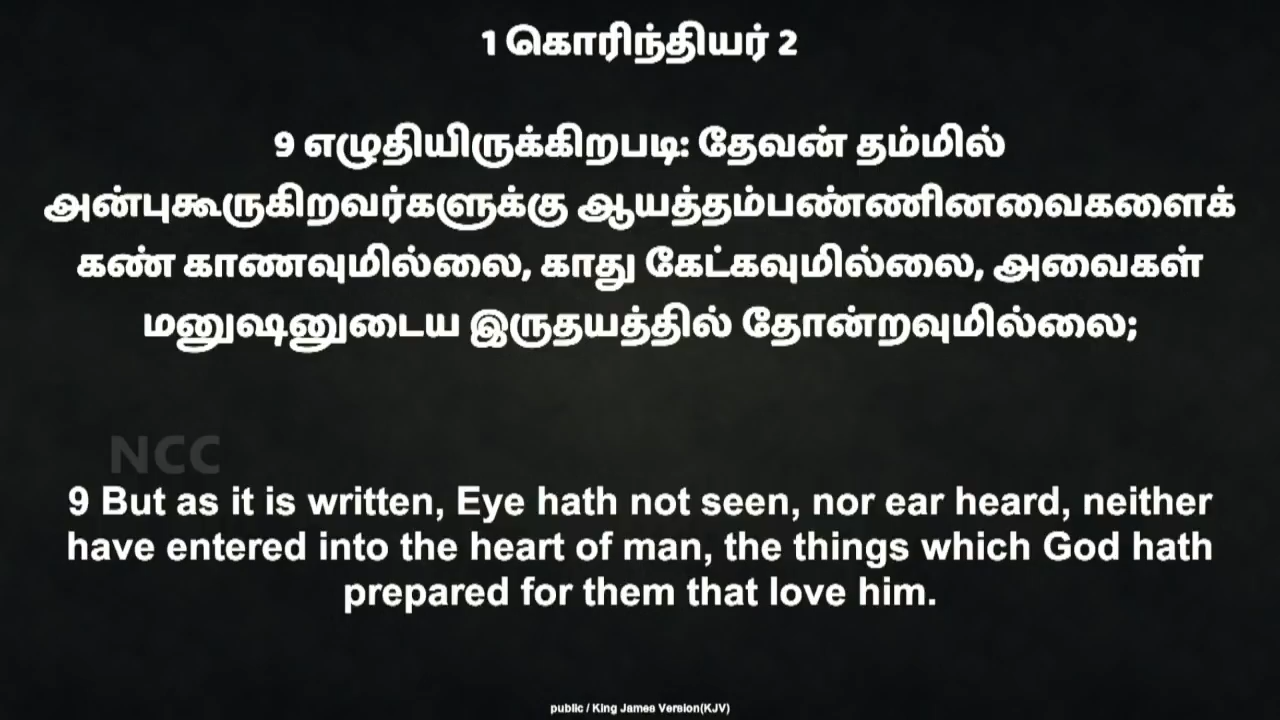 1 கொரிந்தியர் 2
9 எழுதியிருக்கிறபடி: தேவன் தம்மில்
அன்புகூருகிறவர்களுக்கு ஆயத்தம்பண்ணினவைகளைக்
கண் காணவுமில்லை, காது கேட்கவுமில்லை, அவைகள்
மனுஷனுடைய இருதயத்தில் தோன்றவுமில்லை;
NCC
9 But as it is written, Eye hath not seen, nor ear heard, neither
have entered into the heart of man, the things which God hath
prepared for them that love him.
public / King James Version(KJV)